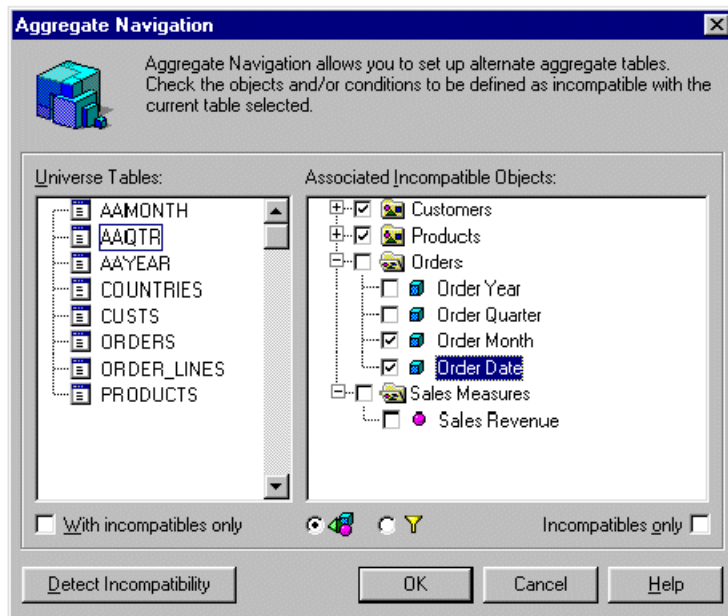 Aggregate Navigation
Aggregate Navigation allows you to set up alternate aggregate tables.
Check the objects and/or conditions to be defined as incompatible with the
current table selected.
Universe Tables:
AAMONTH
AAQTR
AAYEAR
COUNTRIES
CUSTS
ORDERS
ORDER_LINES
PRODUCTS
Associated Incompatible Objects:
Customers
Products
Orders
Order Year
Order Quarter
Order Month
Order Date
Sales Measures
Sales Revenue
With incompatibles only
Incompatibles only
Detect Incompatibility
OK
Cancel
Help